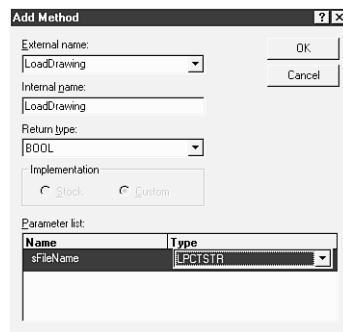 Add Method
External name:
LoadDrawing
OK
Cancel
Internal name:
LoadDrawing
Return type:
BOOL
Implementation
Stock
Custom
Parameter list:
Name Type
sFileName LPCTSTR